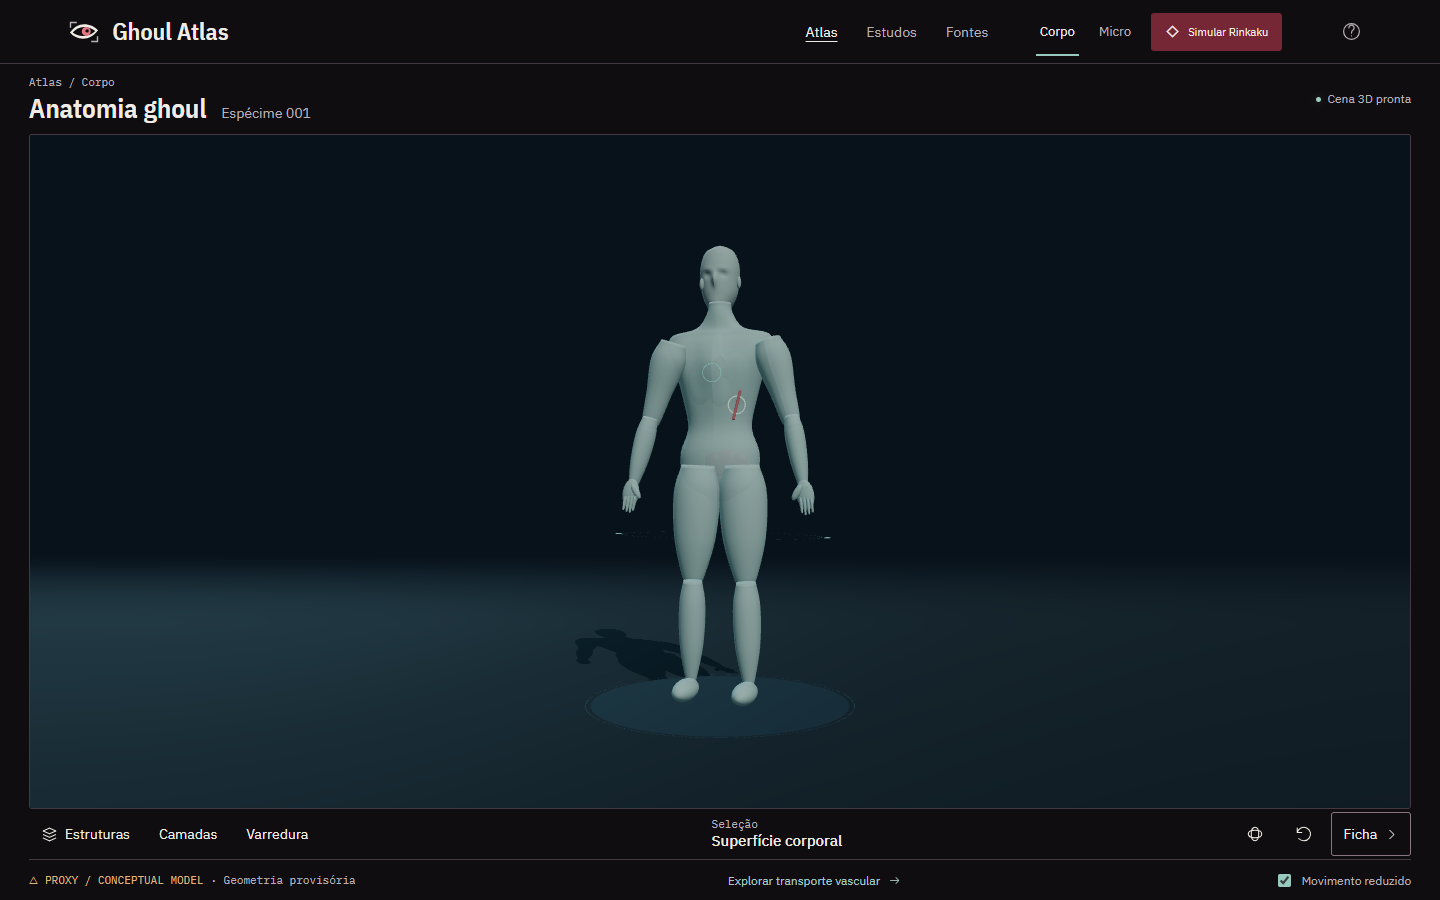 Ghoul Atlas
Atlas
Estudos
Fontes
Corpo
Micro
Simular Rinkaku
Atlas / Corpo
Anatomia ghoul
Espécime 001
Cena 3D pronta
Estruturas
Camadas
Varredura
Seleção
Superfície corporal
Ficha
PROXY / CONCEPTUAL MODEL · Geometria provisória
Explorar transporte vascular →
Movimento reduzido